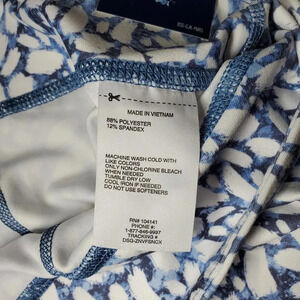 MADE IN VIETNAM
88% POLYESTER
12% SPANDEX
MACHINE WASH COLD WITH
LIKE COLORS
ONLY NON-CHLORINE BLEACH
WHEN NEEDED
TUMBLE DRY LOW
COOL IRON IF NEEDED
DO NOT USE SOFTENERS
RN# 104141
PHONE #:
1-877-846-9997
TRACKING #
DSG-ZNVFSNGX